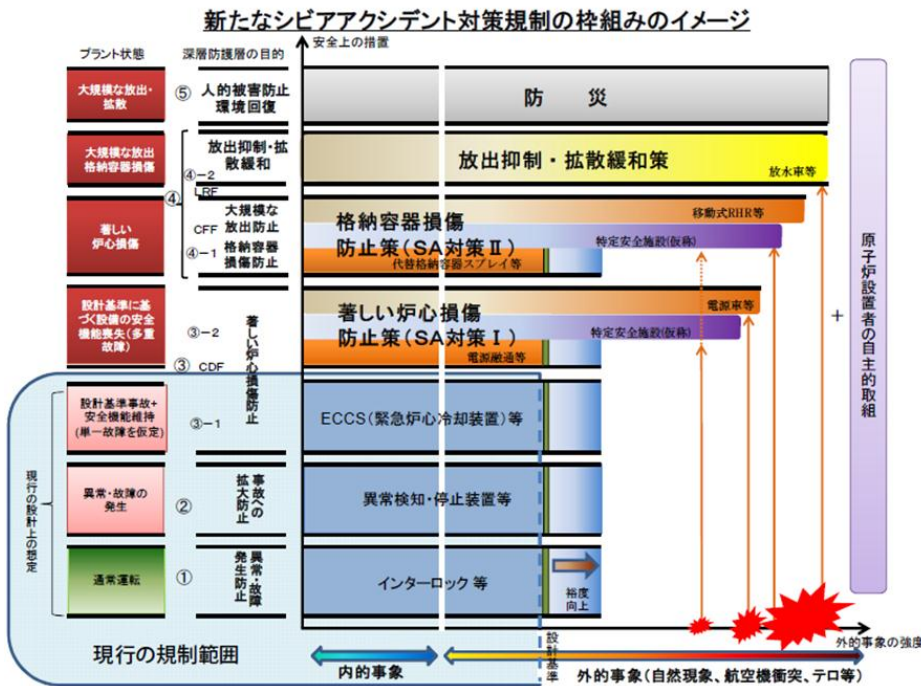 新たなシビアアクシデント対策規制の枠組みのイメージ
プラント状態
深層防護層の目的
安全上の措置
大規模な放出・
拡散
⑤
人的被害防止
環境回復
防 災
大規模な放出
格納容器損傷
放出抑制・拡
散緩和
④-2
LRF
放出抑制・拡散緩和策
放水車等
④
著しい
炉心損傷
CFF
④-1
大規模な
放出防止
格納容器
損傷防止
格納容器損傷
防止策(SA対策Ⅱ)
移動式RHR等
特定安全施設(仮称)
代替格納容器スプレイ等
設計基準に基
づく設備の安全
機能喪失(多重
故障)
③-2
③
CDF
著しい炉心損傷防止
著しい炉心損傷
防止策(SA対策Ⅰ)
電源車等
特定安全施設(仮称)
電源融通等
設計基準事故+
安全機能維持
(単一故障を仮定)
③-1
ECCS(緊急炉心冷却装置)等
異常・故障の
発生
②
事故への
拡大防止
異常検知・停止装置等
通常運転
①
異常・故障
発生防止
インターロック 等
裕度
向上
現行の設計上の想定
+
原子炉設置者の自主的取組
外的事象の強度
設計基準
現行の規制範囲
内的事象
外的事象(自然現象、航空機衝突、テロ等)